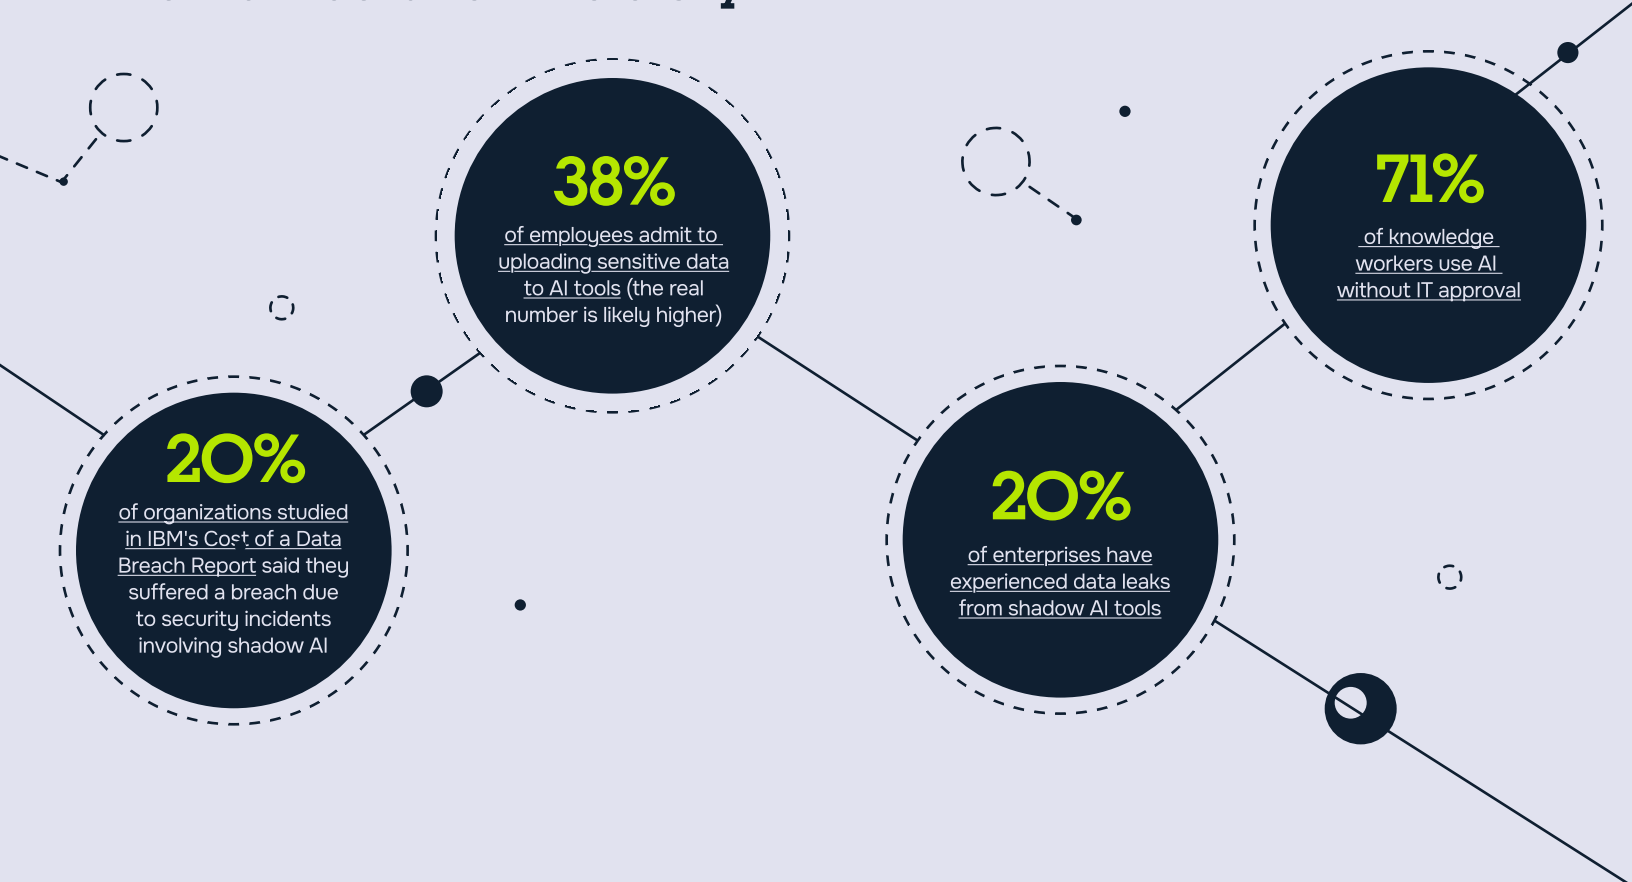 20%
of organizations studied
in IBM's Cost of a Data
Breach Report said they
suffered a breach due
to security incidents
involving shadow AI
38%
of employees admit to
uploading sensitive data
to AI tools (the real
number is likely higher)
20%
of enterprises have
experienced data leaks
from shadow AI tools
71%
of knowledge
workers use AI
without IT approval